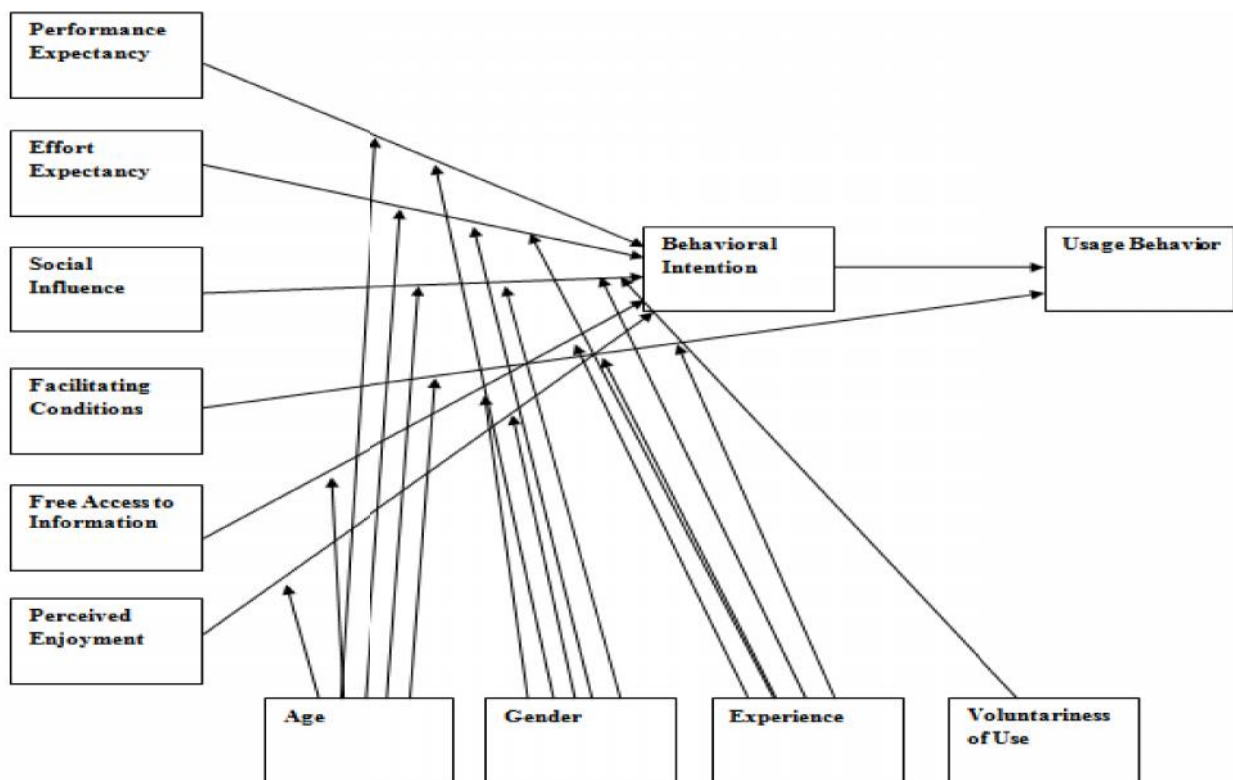 Performance
Expectancy
Effort
Expectancy
Social
Influence
Behavioral
Intention
Usage Behavior
Facilitating
Conditions
Free Access to
Information
Perceived
Enjoyment
Age
Gender
Experience
Voluntariness
of Use